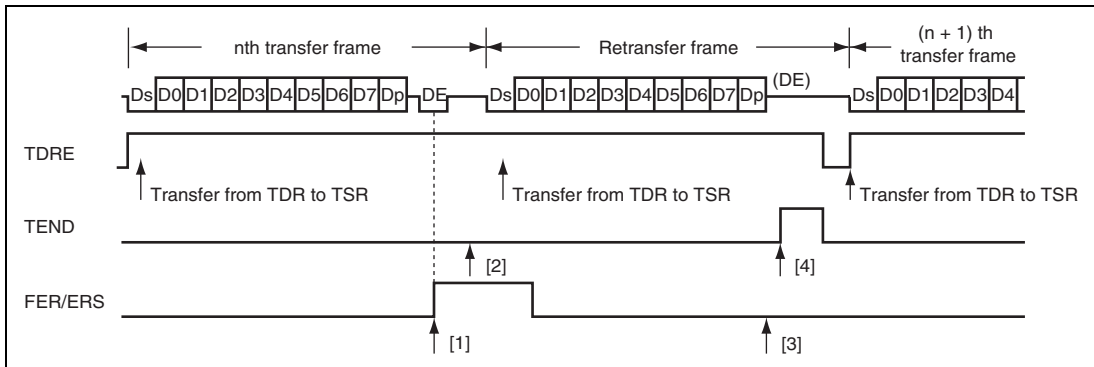 nth transfer frame
Retransfer frame
(n + 1) th
transfer frame
Ds D0 D1 D2 D3 D4 D5 D6 D7 Dp DE Ds D0 D1 D2 D3 D4 D5 D6 D7 Dp (DE) Ds D0 D1 D2 D3 D4
TDRE
Transfer from TDR to TSR Transfer from TDR to TSR Transfer from TDR to TSR
TEND
[2] [4]
FER/ERS
[1] [3]